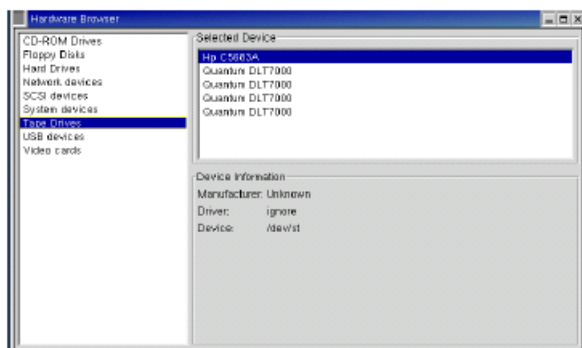 Hardware Browser
CD-ROM Drives
Floppy Disks
Hard Drives
Network devices
SCSI devices
System devices
Tape Drives
USB devices
Video cards
Selected Device
Hp C5683A
Quantum DLT7000
Quantum DLT7000
Quantum DLT7000
Quantum DLT7000
Device Information
Manufacturer: Unknown
Driver: ignore
Device: /dev/st